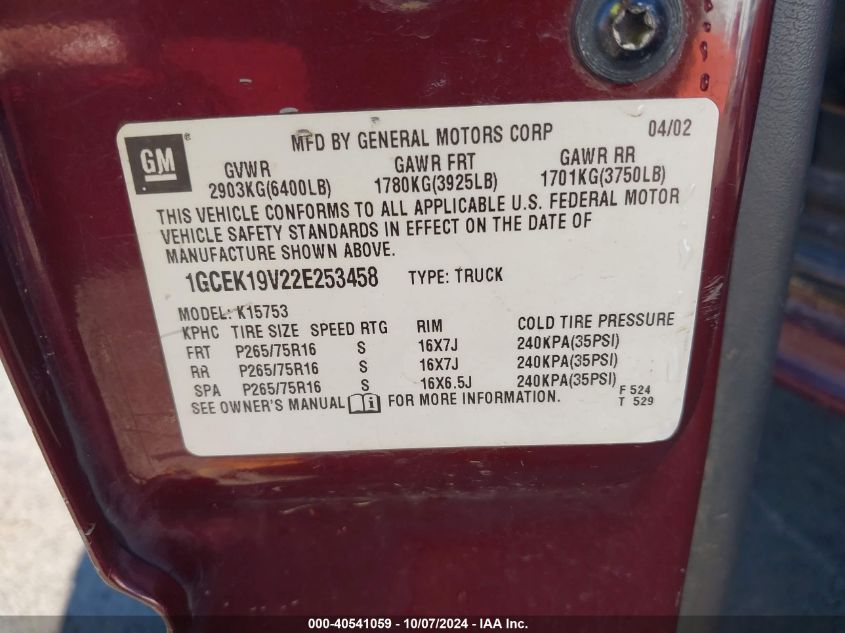 GM
®
MFD BY GENERAL MOTORS CORP 04/02
GVWR GAWR FRT GAWR RR
2903KG(6400LB) 1780KG(3925LB) 1701KG(3750LB)
THIS VEHICLE CONFORMS TO ALL APPLICABLE U.S. FEDERAL MOTOR
VEHICLE SAFETY STANDARDS IN EFFECT ON THE DATE OF
MANUFACTURE SHOWN ABOVE.
1GCEK19V22E253458 TYPE: TRUCK
MODEL: K15753
KPHC TIRE SIZE SPEED RTG RIM COLD TIRE PRESSURE
FRT P265/75R16 S 16X7J 240KPA(35PSI)
RR P265/75R16 S 16X7J 240KPA(35PSI)
SPA P265/75R16 S 16X6.5J 240KPA(35PSI)
SEE OWNER'S MANUAL FOR MORE INFORMATION.
F 524
T 529
000-40541059 - 10/07/2024 - IAA Inc.